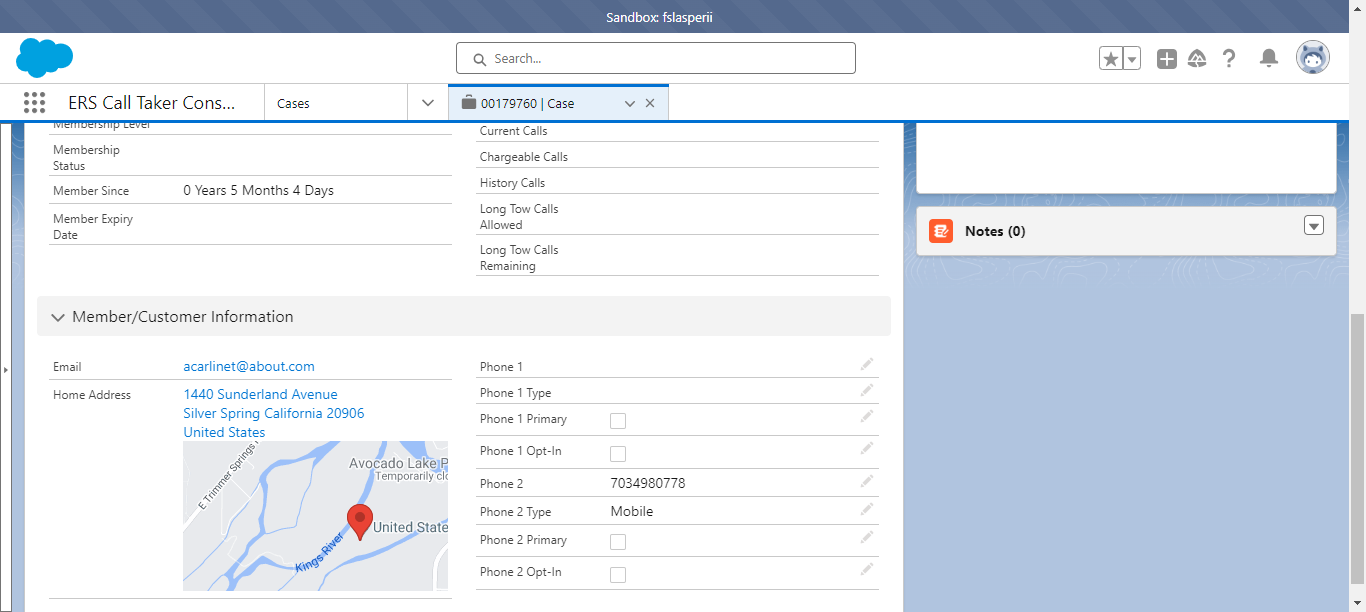 Sandbox: fslasperii
Search...
ERS Call Taker Cons...
Cases
00179760 | Case
Membership Level
Membership
Status
Member Since
0 Years 5 Months 4 Days
Member Expiry
Date
Current Calls
Chargeable Calls
History Calls
Long Tow Calls
Allowed
Long Tow Calls
Remaining
Notes (0)
Member/Customer Information
Email
acarlinet@about.com
Home Address
1440 Sunderland Avenue
Silver Spring California 20906
United States
E Trimmer Springs
Avocado Lake P
Temporarily clo
United State
Kings River
Phone 1
Phone 1 Type
Phone 1 Primary
Phone 1 Opt-In
Phone 2
7034980778
Phone 2 Type
Mobile
Phone 2 Primary
Phone 2 Opt-In